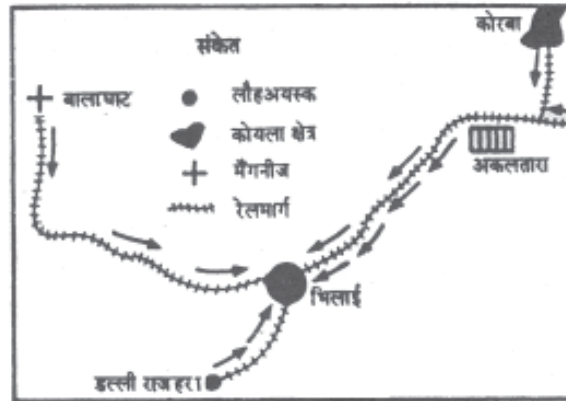 कोरबा
संकेत
बालाघाट
लौहअयस्क
कोयला क्षेत्र
मैंगनीज
अकलतारा
रेलमार्ग
भिलाई
डल्ली राजहरा